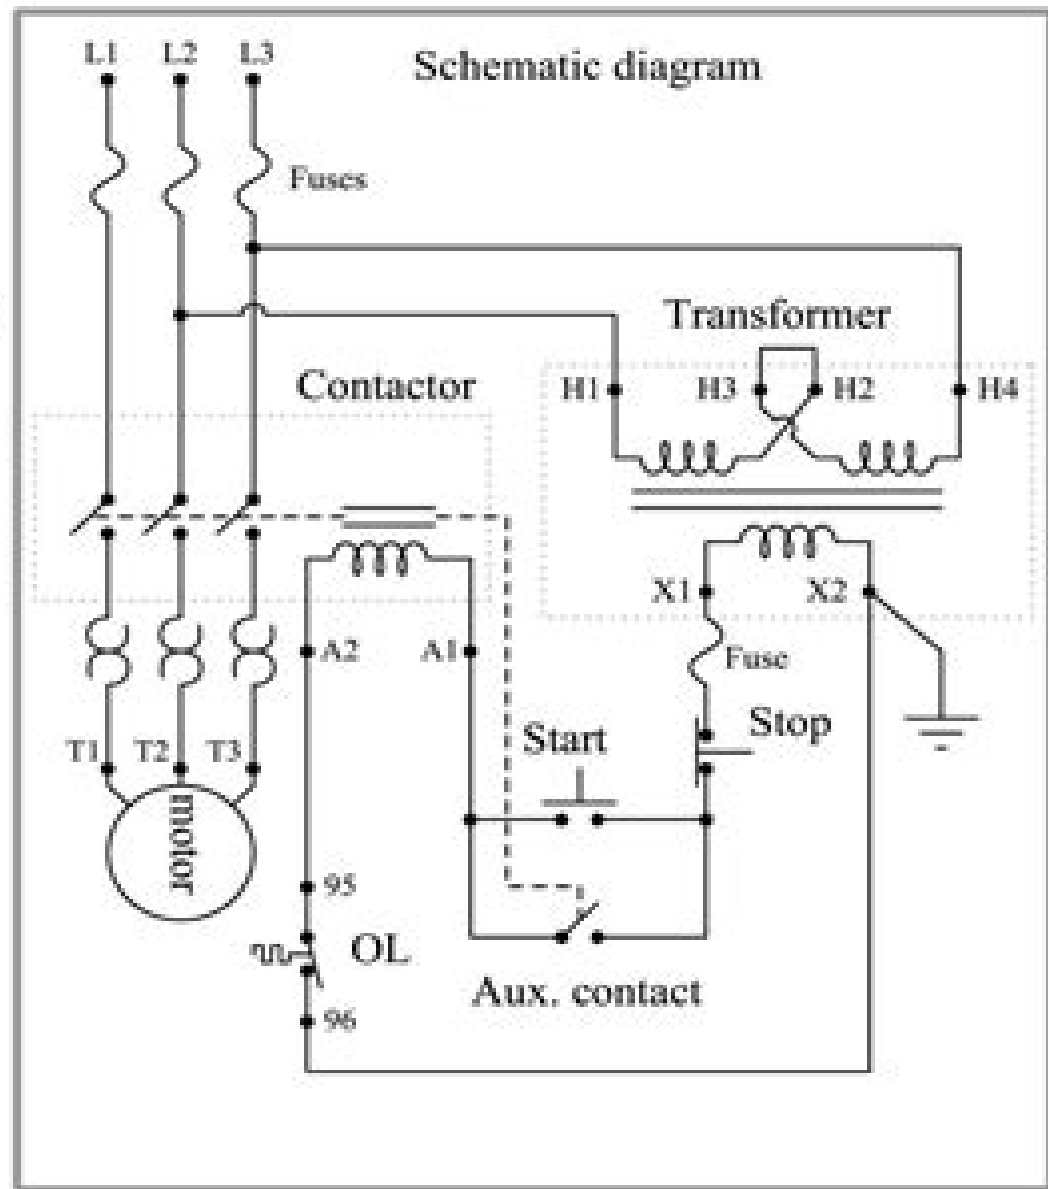 L1 L2 L3
Schematic diagram
Fuses
Transformer
Contactor
H1 H3 H2 H4
X1 X2
A2 A1
Fuse
Start
Stop
T1 T2 T3
motor
95
OL
Aux. contact
96